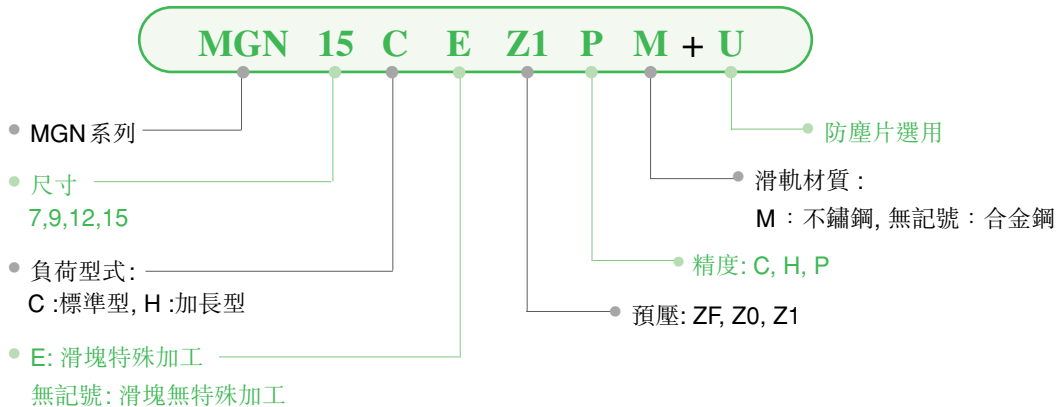 MGN 15 C E Z1 P M + U
MGN系列
防塵片選用
尺寸
7,9,12,15
滑軌材質：
M：不鏽鋼, 無記號：合金鋼
負荷型式:
C :標準型, H :加長型
精度: C, H, P
預壓: ZF, Z0, Z1
E: 滑塊特殊加工
無記號: 滑塊無特殊加工